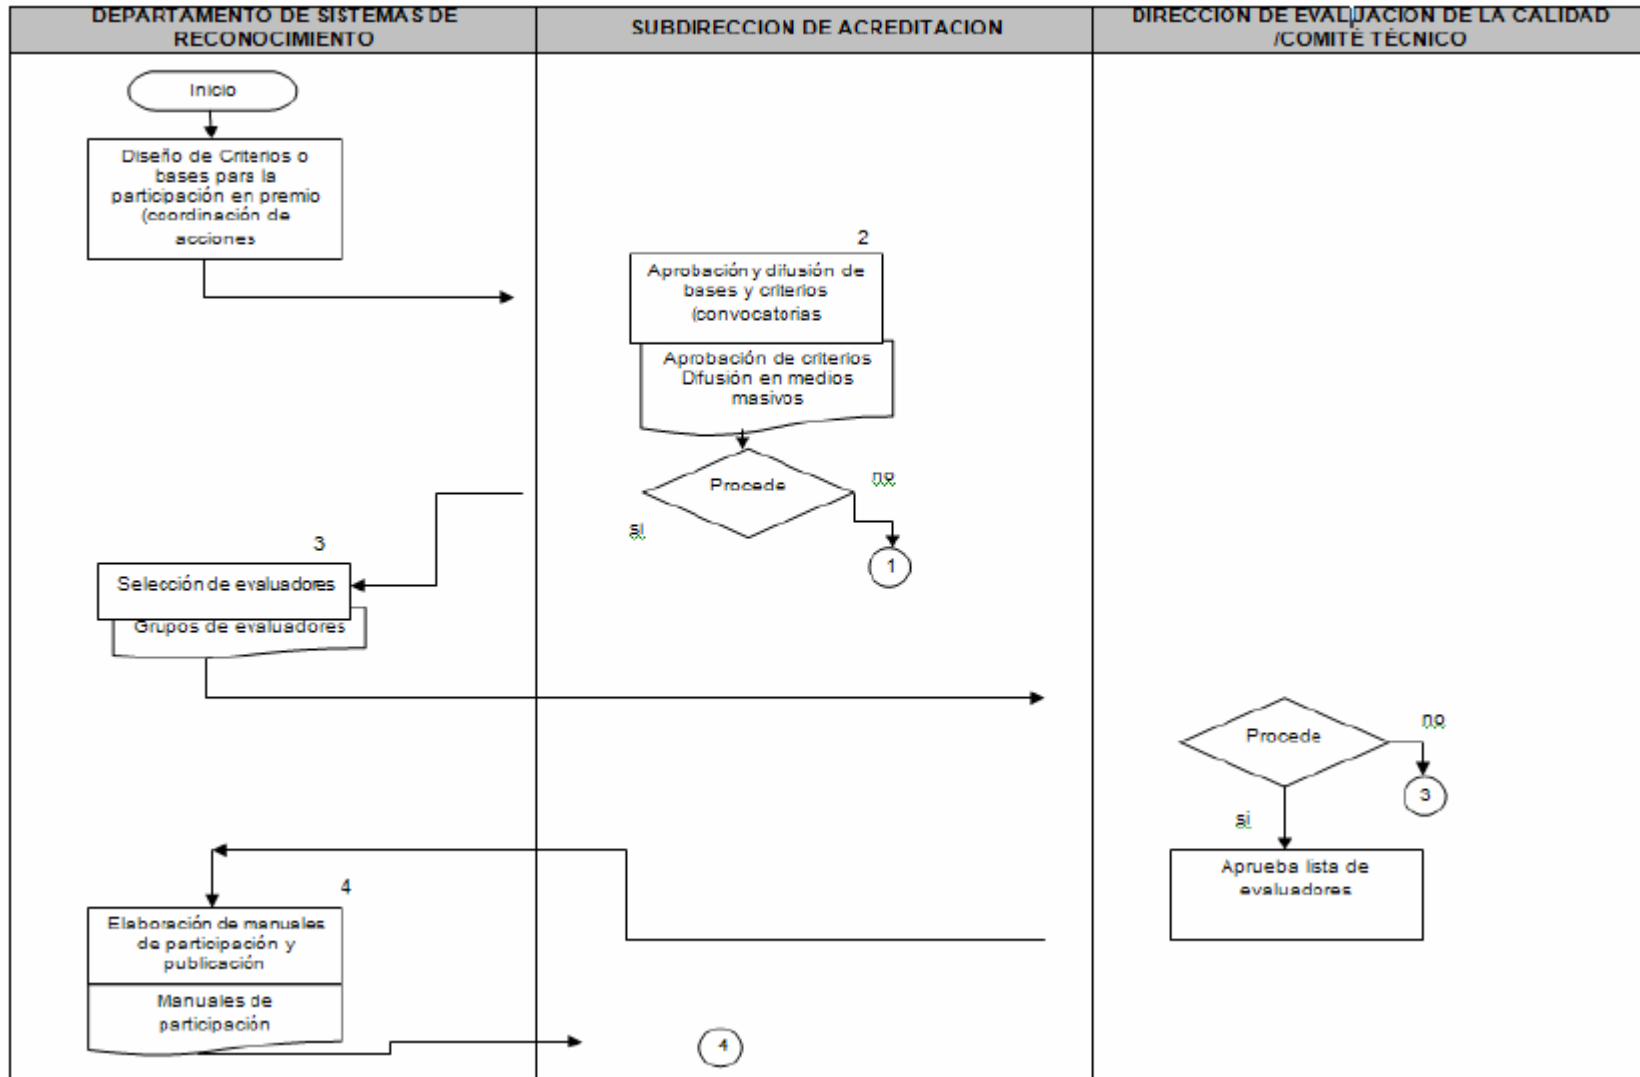 DEPARTAMENTO DE SISTEMAS DE
RECONOCIMIENTO
SUBDIRECCION DE ACREDITACION
DIRECCION DE EVALUACION DE LA CALIDAD
/COMITÉ TÉCNICO
Inicio
Diseño de Criterios o
bases para la
participación en premio
(coordinación de
acciones
2
Aprobación y difusión de
bases y criterios
(convocatorias
Aprobación de criterios
Difusión en medios
masivos
Procede
no
si
1
3
Selección de evaluadores
Grupos de evaluadores
Procede
no
3
si
Aprueba lista de
evaluadores
4
Elaboración de manuales
de participación y
publicación
Manuales de
participación
4